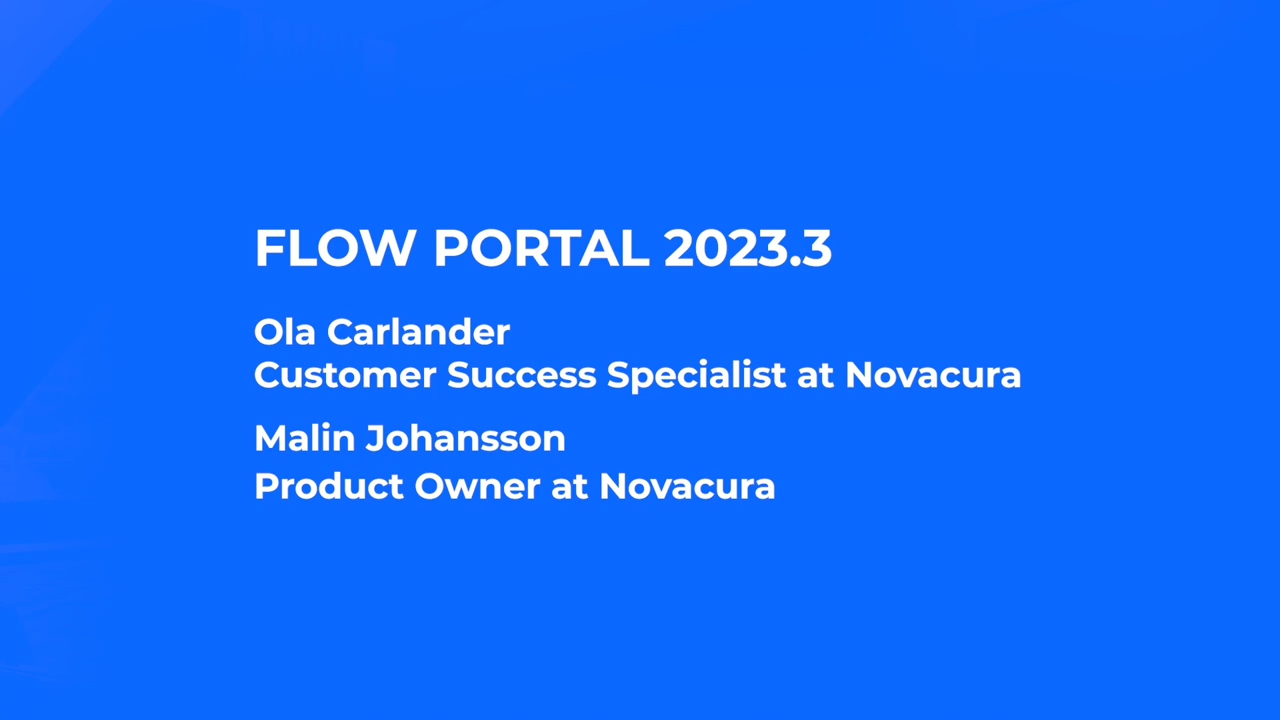 FLOW PORTAL 2023.3
Ola Carlander
Customer Success Specialist at Novacura
Malin Johansson
Product Owner at Novacura